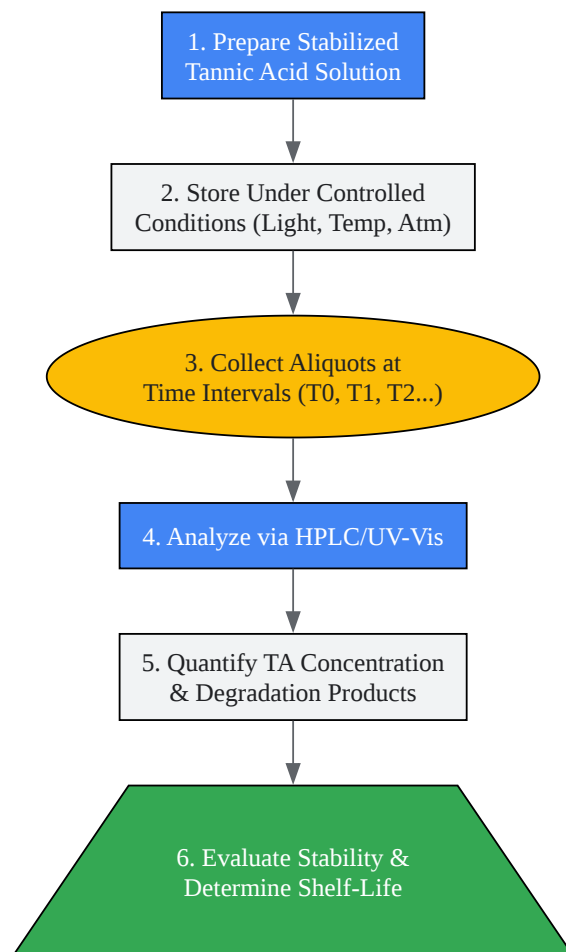 1. Prepare Stabilized
Tannic Acid Solution
2. Store Under Controlled
Conditions (Light, Temp, Atm)
3. Collect Aliquots at
Time Intervals (T0, T1, T2...)
4. Analyze via HPLC/UV-Vis
5. Quantify TA Concentration
& Degradation Products
6. Evaluate Stability &
Determine Shelf-Life